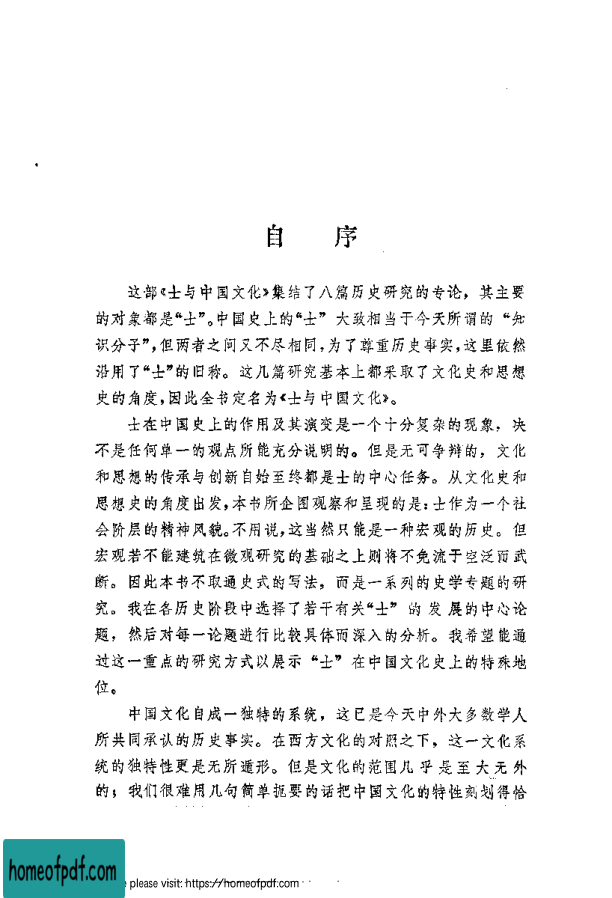 自 序
这部《士与中国文化》集结了八篇历史研究的专论，其主要
的对象都是“士”。中国史上的“士”大致相当于今天所谓的“知
识分子”，但两者之间又不尽相同，为了尊重历史事实，这里依然
沿用了“士”的旧称。这几篇研究基本上都采取了文化史和思想
史的角度，因此全书定名为《士与中国文化》。
士在中国史上的作用及其演变是一个十分复杂的现象，决
不是任何单一的观点所能充分说明的。但是无可争辩的，文化
和思想的传承与创新自始至终都是士的中心任务。从文化史和
思想史的角度出发，本书所企图观察和呈现的是：士作为一个社
会阶层的精神风貌。不用说，这当然只能是一种宏观的历史。但
宏观若不能建筑在微观研究的基础之上则将不免流于空泛而武
断。因此本书不取通史式的写法，而是一系列的史学专题的研
究。我在各历史阶段中选择了若干有关“士”的发展的中心论
题，然后对每一论题进行比较具体而深入的分析。我希望能通
过这一重点的研究方式以展示“士”在中国文化史上的特殊地
位。
中国文化自成一独特的系统，这已是今天中外大多数学人
所共同承认的历史事实。在西方文化的对照之下，这一文化系
统的独特性更是无所遁形。但是文化的范围几乎是至大无外
的；我们很难用几句简单扼要的话把中国文化的特性刻划得恰
homeofpdf.com
please visit: https://homeofpdf.com